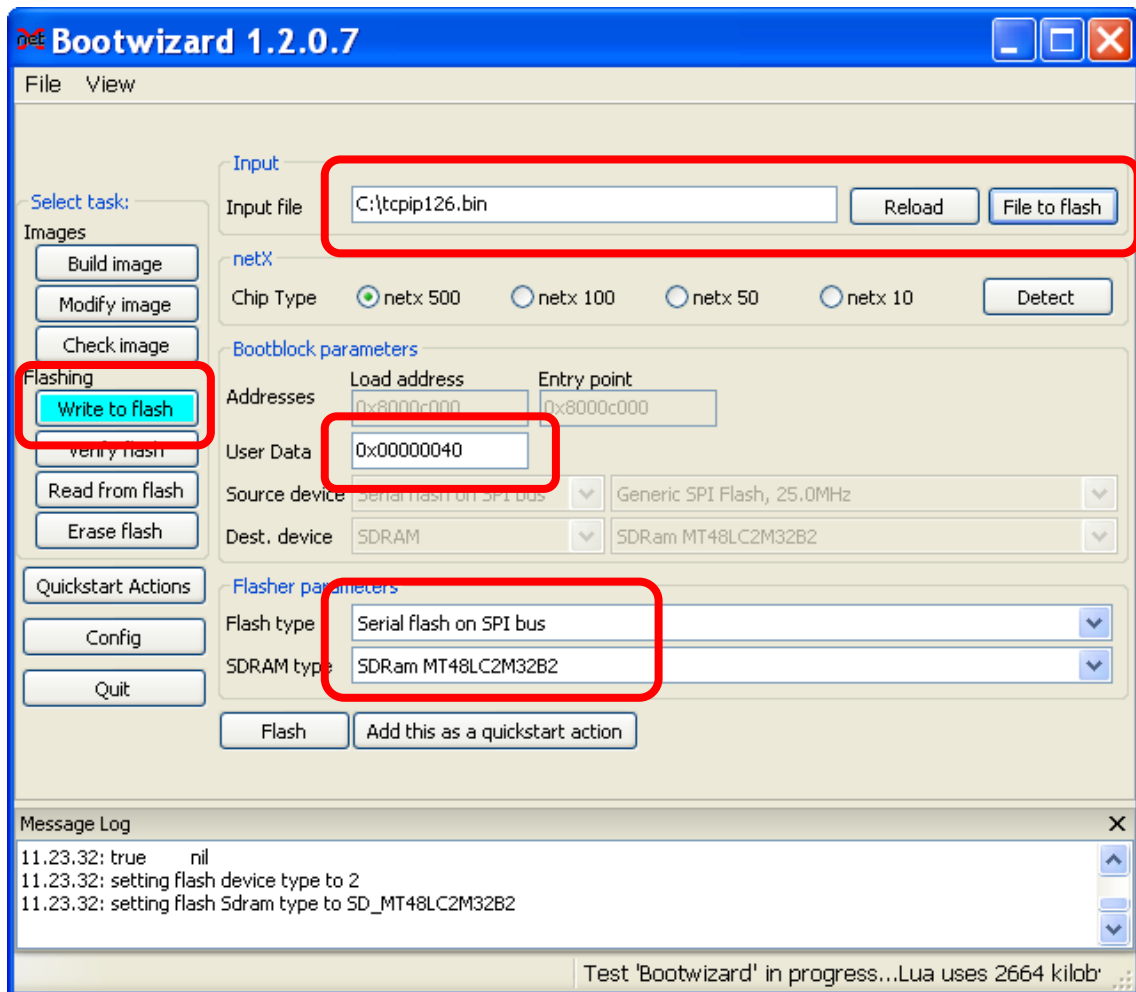 net Bootwizard 1.2.0.7
File View
Input
Select task:
Input file C:\tcpip126.bin Reload File to flash
Images
Build image
netX
Modify image
Chip Type netx 500 netx 100 netx 50 netx 10 Detect
Check image
Bootblock parameters
Flashing
Load address Entry point
Write to flash
Addresses 0x8000c000 0x8000c000
Verify flash
User Data 0x00000040
Read from flash
Source device Serial flash on SPI bus Generic SPI Flash, 25.0MHz
Erase flash
Dest. device SDRAM SDRam MT48LC2M32B2
Quickstart Actions
Flasher parameters
Flash type Serial flash on SPI bus
Config
SDRAM type SDRam MT48LC2M32B2
Quit
Flash Add this as a quickstart action
Message Log
11.23.32: true nil
11.23.32: setting flash device type to 2
11.23.32: setting flash Sdram type to SD_MT48LC2M32B2
Test 'Bootwizard' in progress...Lua uses 2664 kilob